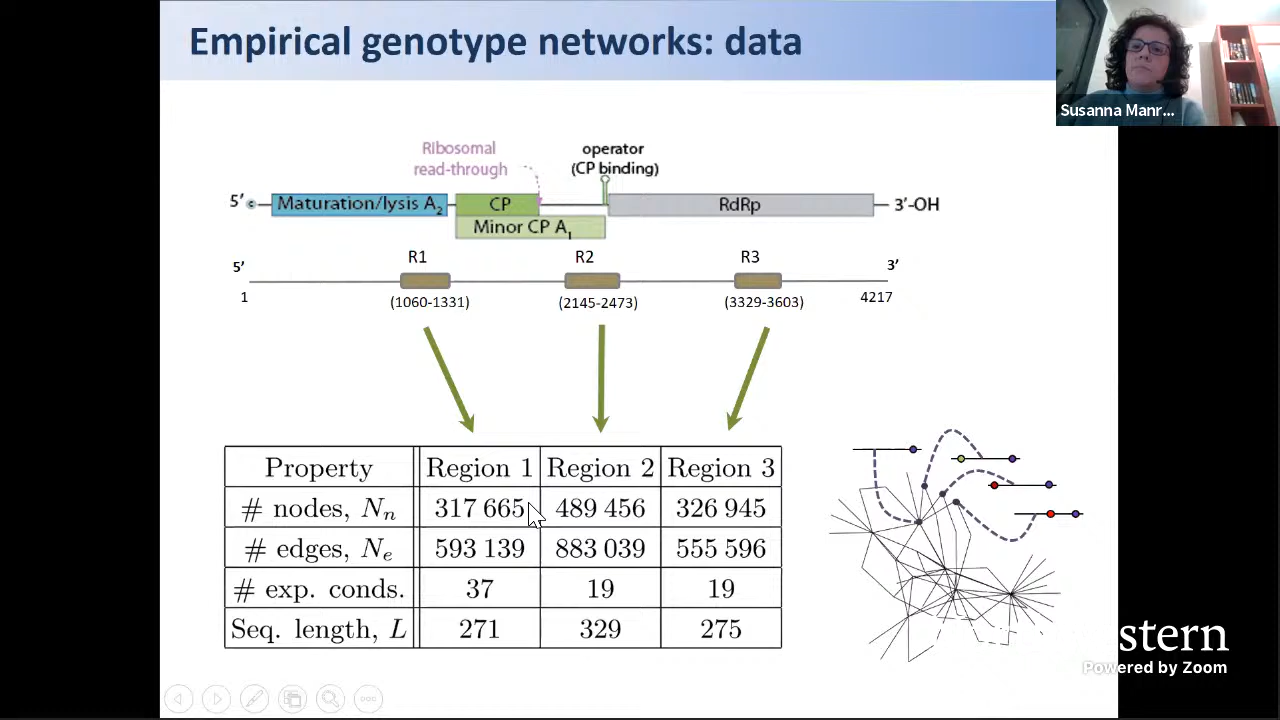 Empirical genotype networks: data
Susanna Manr...
Ribosomal
read-through
operator
(CP binding)
5′ Maturation/lysis A₂ CP RdRp 3′-OH
Minor CP A₁
R1 R2 R3
5′ 3′
1 (1060-1331) (2145-2473) (3329-3603) 4217
Property Region 1 Region 2 Region 3
# nodes, Nₙ 317 665 489 456 326 945
# edges, Nₑ 593 139 883 039 555 596
# exp. conds. 37 19 19
Seq. length, L 271 329 275
stern
Powered by Zoom